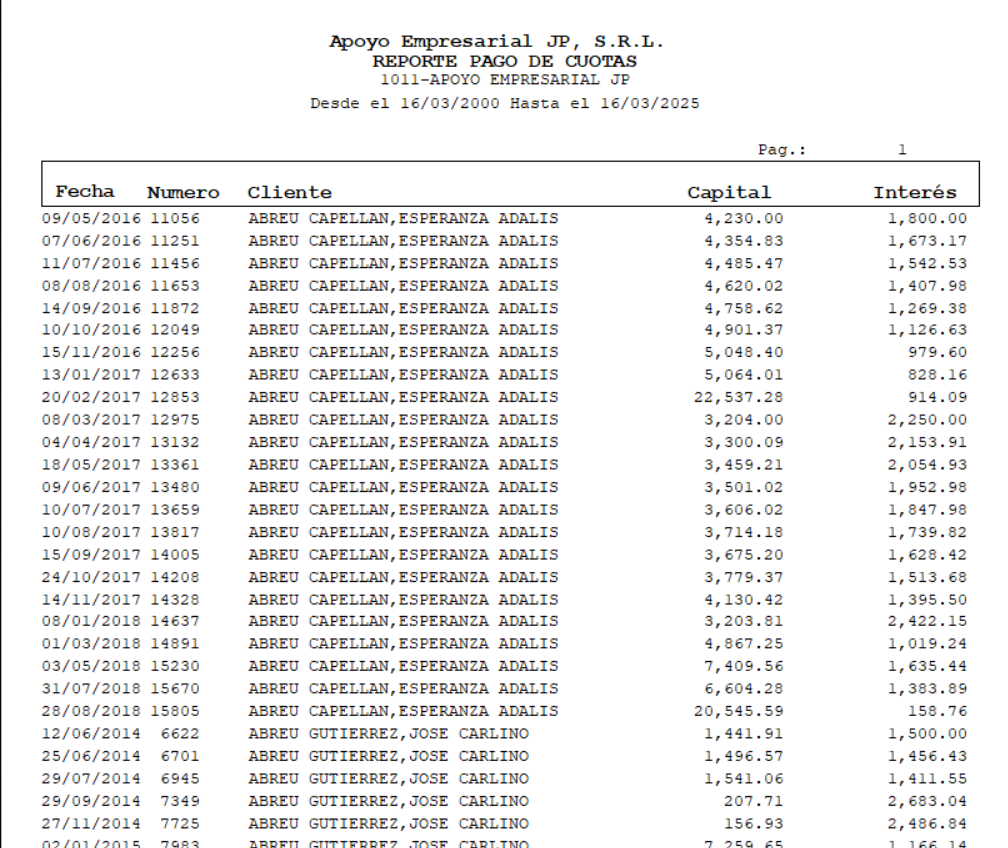 Apoyo Empresarial JP, S.R.L.
REPORTE PAGO DE CUOTAS
1011-APOYO EMPRESARIAL JP
Desde el 16/03/2000 Hasta el 16/03/2025
Pag.: 1
Fecha Numero Cliente Capital Interés
09/05/2016 11056 ABREU CAPELLAN,ESPERANZA ADALIS 4,230.00 1,800.00
07/06/2016 11251 ABREU CAPELLAN,ESPERANZA ADALIS 4,354.83 1,673.17
11/07/2016 11456 ABREU CAPELLAN,ESPERANZA ADALIS 4,485.47 1,542.53
08/08/2016 11653 ABREU CAPELLAN,ESPERANZA ADALIS 4,620.02 1,407.98
14/09/2016 11872 ABREU CAPELLAN,ESPERANZA ADALIS 4,758.62 1,269.38
10/10/2016 12049 ABREU CAPELLAN,ESPERANZA ADALIS 4,901.37 1,126.63
15/11/2016 12256 ABREU CAPELLAN,ESPERANZA ADALIS 5,048.40 979.60
13/01/2017 12633 ABREU CAPELLAN,ESPERANZA ADALIS 5,064.01 828.16
20/02/2017 12853 ABREU CAPELLAN,ESPERANZA ADALIS 22,537.28 914.09
08/03/2017 12975 ABREU CAPELLAN,ESPERANZA ADALIS 3,204.00 2,250.00
04/04/2017 13132 ABREU CAPELLAN,ESPERANZA ADALIS 3,300.09 2,153.91
18/05/2017 13361 ABREU CAPELLAN,ESPERANZA ADALIS 3,459.21 2,054.93
09/06/2017 13480 ABREU CAPELLAN,ESPERANZA ADALIS 3,501.02 1,952.98
10/07/2017 13659 ABREU CAPELLAN,ESPERANZA ADALIS 3,606.02 1,847.98
10/08/2017 13817 ABREU CAPELLAN,ESPERANZA ADALIS 3,714.18 1,739.82
15/09/2017 14005 ABREU CAPELLAN,ESPERANZA ADALIS 3,675.20 1,628.42
24/10/2017 14208 ABREU CAPELLAN,ESPERANZA ADALIS 3,779.37 1,513.68
14/11/2017 14328 ABREU CAPELLAN,ESPERANZA ADALIS 4,130.42 1,395.50
08/01/2018 14637 ABREU CAPELLAN,ESPERANZA ADALIS 3,203.81 2,422.15
01/03/2018 14891 ABREU CAPELLAN,ESPERANZA ADALIS 4,867.25 1,019.24
03/05/2018 15230 ABREU CAPELLAN,ESPERANZA ADALIS 7,409.56 1,635.44
31/07/2018 15670 ABREU CAPELLAN,ESPERANZA ADALIS 6,604.28 1,383.89
28/08/2018 15805 ABREU CAPELLAN,ESPERANZA ADALIS 20,545.59 158.76
12/06/2014 6622 ABREU GUTIERREZ,JOSE CARLINO 1,441.91 1,500.00
25/06/2014 6701 ABREU GUTIERREZ,JOSE CARLINO 1,496.57 1,456.43
29/07/2014 6945 ABREU GUTIERREZ,JOSE CARLINO 1,541.06 1,411.55
29/09/2014 7349 ABREU GUTIERREZ,JOSE CARLINO 207.71 2,683.04
27/11/2014 7725 ABREU GUTIERREZ,JOSE CARLINO 156.93 2,486.84
02/01/2015 7983 ABREU GUTIERREZ,JOSE CARLINO 7,259.65 1,166.14